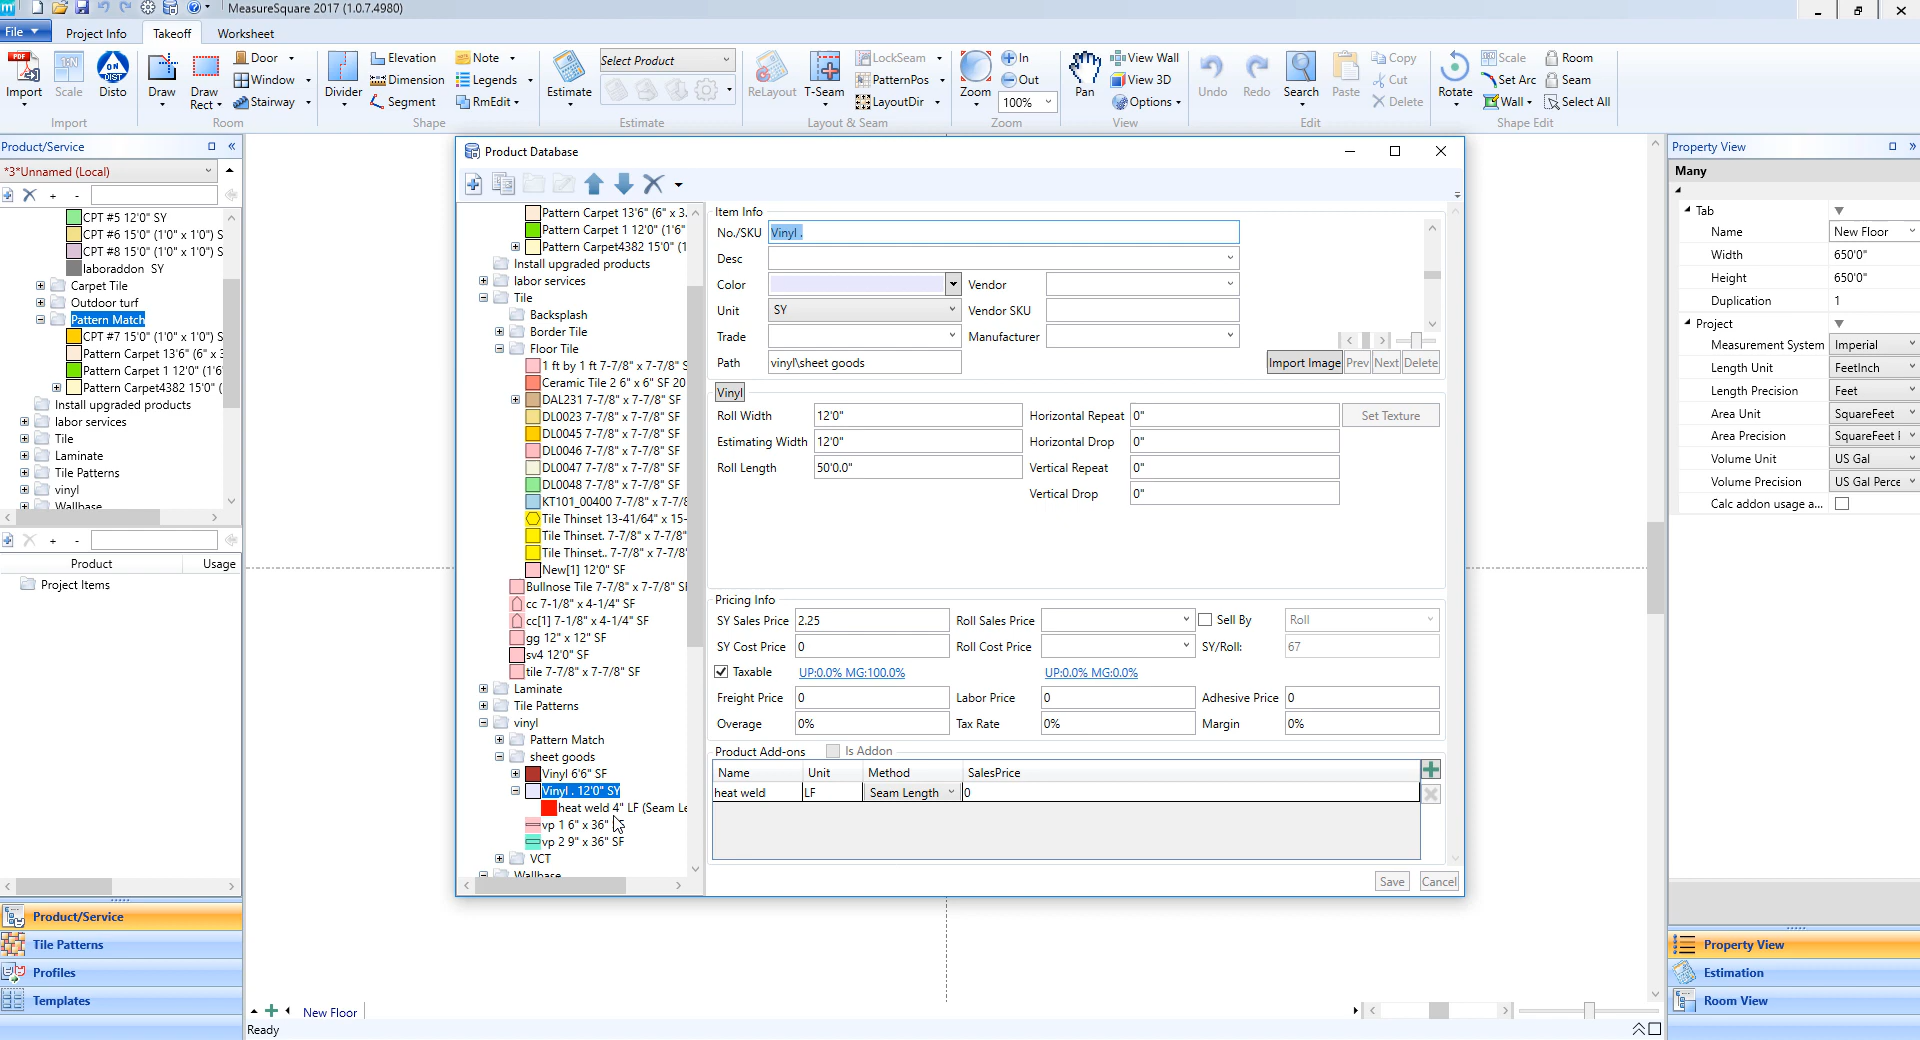 MeasureSquare 2017 (1.0.7.4980)
File
Project Info
Takeoff
Worksheet
Import
Scale
Disto
Import
Draw
Draw Rect
Door
Window
Stairway
Room
Divider
Elevation
Dimension
Segment
Note
Legends
RmEdit
Shape
Estimate
Select Product
Estimate
ReLayout
T-Seam
LockSeam
PatternPos
LayoutDir
Layout & Seam
Zoom
In
Out
100%
Zoom
Pan
View Wall
View 3D
Options
View
Undo
Redo
Search
Paste
Copy
Cut
Delete
Edit
Rotate
Scale
Set Arc
Wall
Room
Seam
Select All
Shape Edit
Product/Service
*3*Unnamed (Local)
CPT #5 12'0" SY
CPT #6 15'0" (1'0" x 1'0") S
CPT #8 15'0" (1'0" x 1'0") S
laboraddon SY
Carpet Tile
Outdoor turf
Pattern Match
CPT #7 15'0" (1'0" x 1'0") S
Pattern Carpet 13'6" (6" x 3
Pattern Carpet 1 12'0" (1'6"
Pattern Carpet4382 15'0" (
Install upgraded products
labor services
Tile
Laminate
Tile Patterns
vinyl
Wallbase
Product Usage
Project Items
Product/Service
Tile Patterns
Profiles
Templates
Product Database
Pattern Carpet 13'6" (6" x 3.
Pattern Carpet 1 12'0" (1'6"
Pattern Carpet4382 15'0" (1
Install upgraded products
labor services
Tile
Backsplash
Border Tile
Floor Tile
1 ft by 1 ft 7-7/8" x 7-7/8" S
Ceramic Tile 2 6" x 6" SF 20
DAL231 7-7/8" x 7-7/8" SF
DL0023 7-7/8" x 7-7/8" SF
DL0045 7-7/8" x 7-7/8" SF
DL0046 7-7/8" x 7-7/8" SF
DL0047 7-7/8" x 7-7/8" SF
DL0048 7-7/8" x 7-7/8" SF
KT101_00400 7-7/8" x 7-7/8
Tile Thinset 13-41/64" x 15-
Tile Thinset. 7-7/8" x 7-7/8"
Tile Thinset.. 7-7/8" x 7-7/8"
New[1] 12'0" SF
Bullnose Tile 7-7/8" x 7-7/8" SF
cc 7-1/8" x 4-1/4" SF
cc[1] 7-1/8" x 4-1/4" SF
gg 12" x 12" SF
sv4 12'0" SF
tile 7-7/8" x 7-7/8" SF
Laminate
Tile Patterns
vinyl
Pattern Match
sheet goods
Vinyl 6'6" SF
Vinyl . 12'0" SY
heat weld 4" LF (Seam Le
vp 1 6" x 36"
vp 2 9" x 36" SF
VCT
Wallbase
Item Info
No./SKU Vinyl .
Desc
Color Vendor
Unit SY Vendor SKU
Trade Manufacturer
Path vinyl\sheet goods Import Image Prev Next Delete
Vinyl
Roll Width 12'0" Horizontal Repeat 0" Set Texture
Estimating Width 12'0" Horizontal Drop 0"
Roll Length 50'0.0" Vertical Repeat 0"
Vertical Drop 0"
Pricing Info
SY Sales Price 2.25 Roll Sales Price Sell By Roll
SY Cost Price 0 Roll Cost Price SY/Roll: 67
Taxable UP:0.0% MG:100.0% UP:0.0% MG:0.0%
Freight Price 0 Labor Price 0 Adhesive Price 0
Overage 0% Tax Rate 0% Margin 0%
Product Add-ons Is Addon
Name Unit Method SalesPrice
heat weld LF Seam Length 0
Save Cancel
New Floor
Ready
Property View
Many
Tab
Name New Floor
Width 650'0"
Height 650'0"
Duplication 1
Project
Measurement System Imperial
Length Unit FeetInch
Length Precision Feet
Area Unit SquareFeet
Area Precision SquareFeet
Volume Unit US Gal
Volume Precision US Gal Perce
Calc addon usage a...
Property View
Estimation
Room View